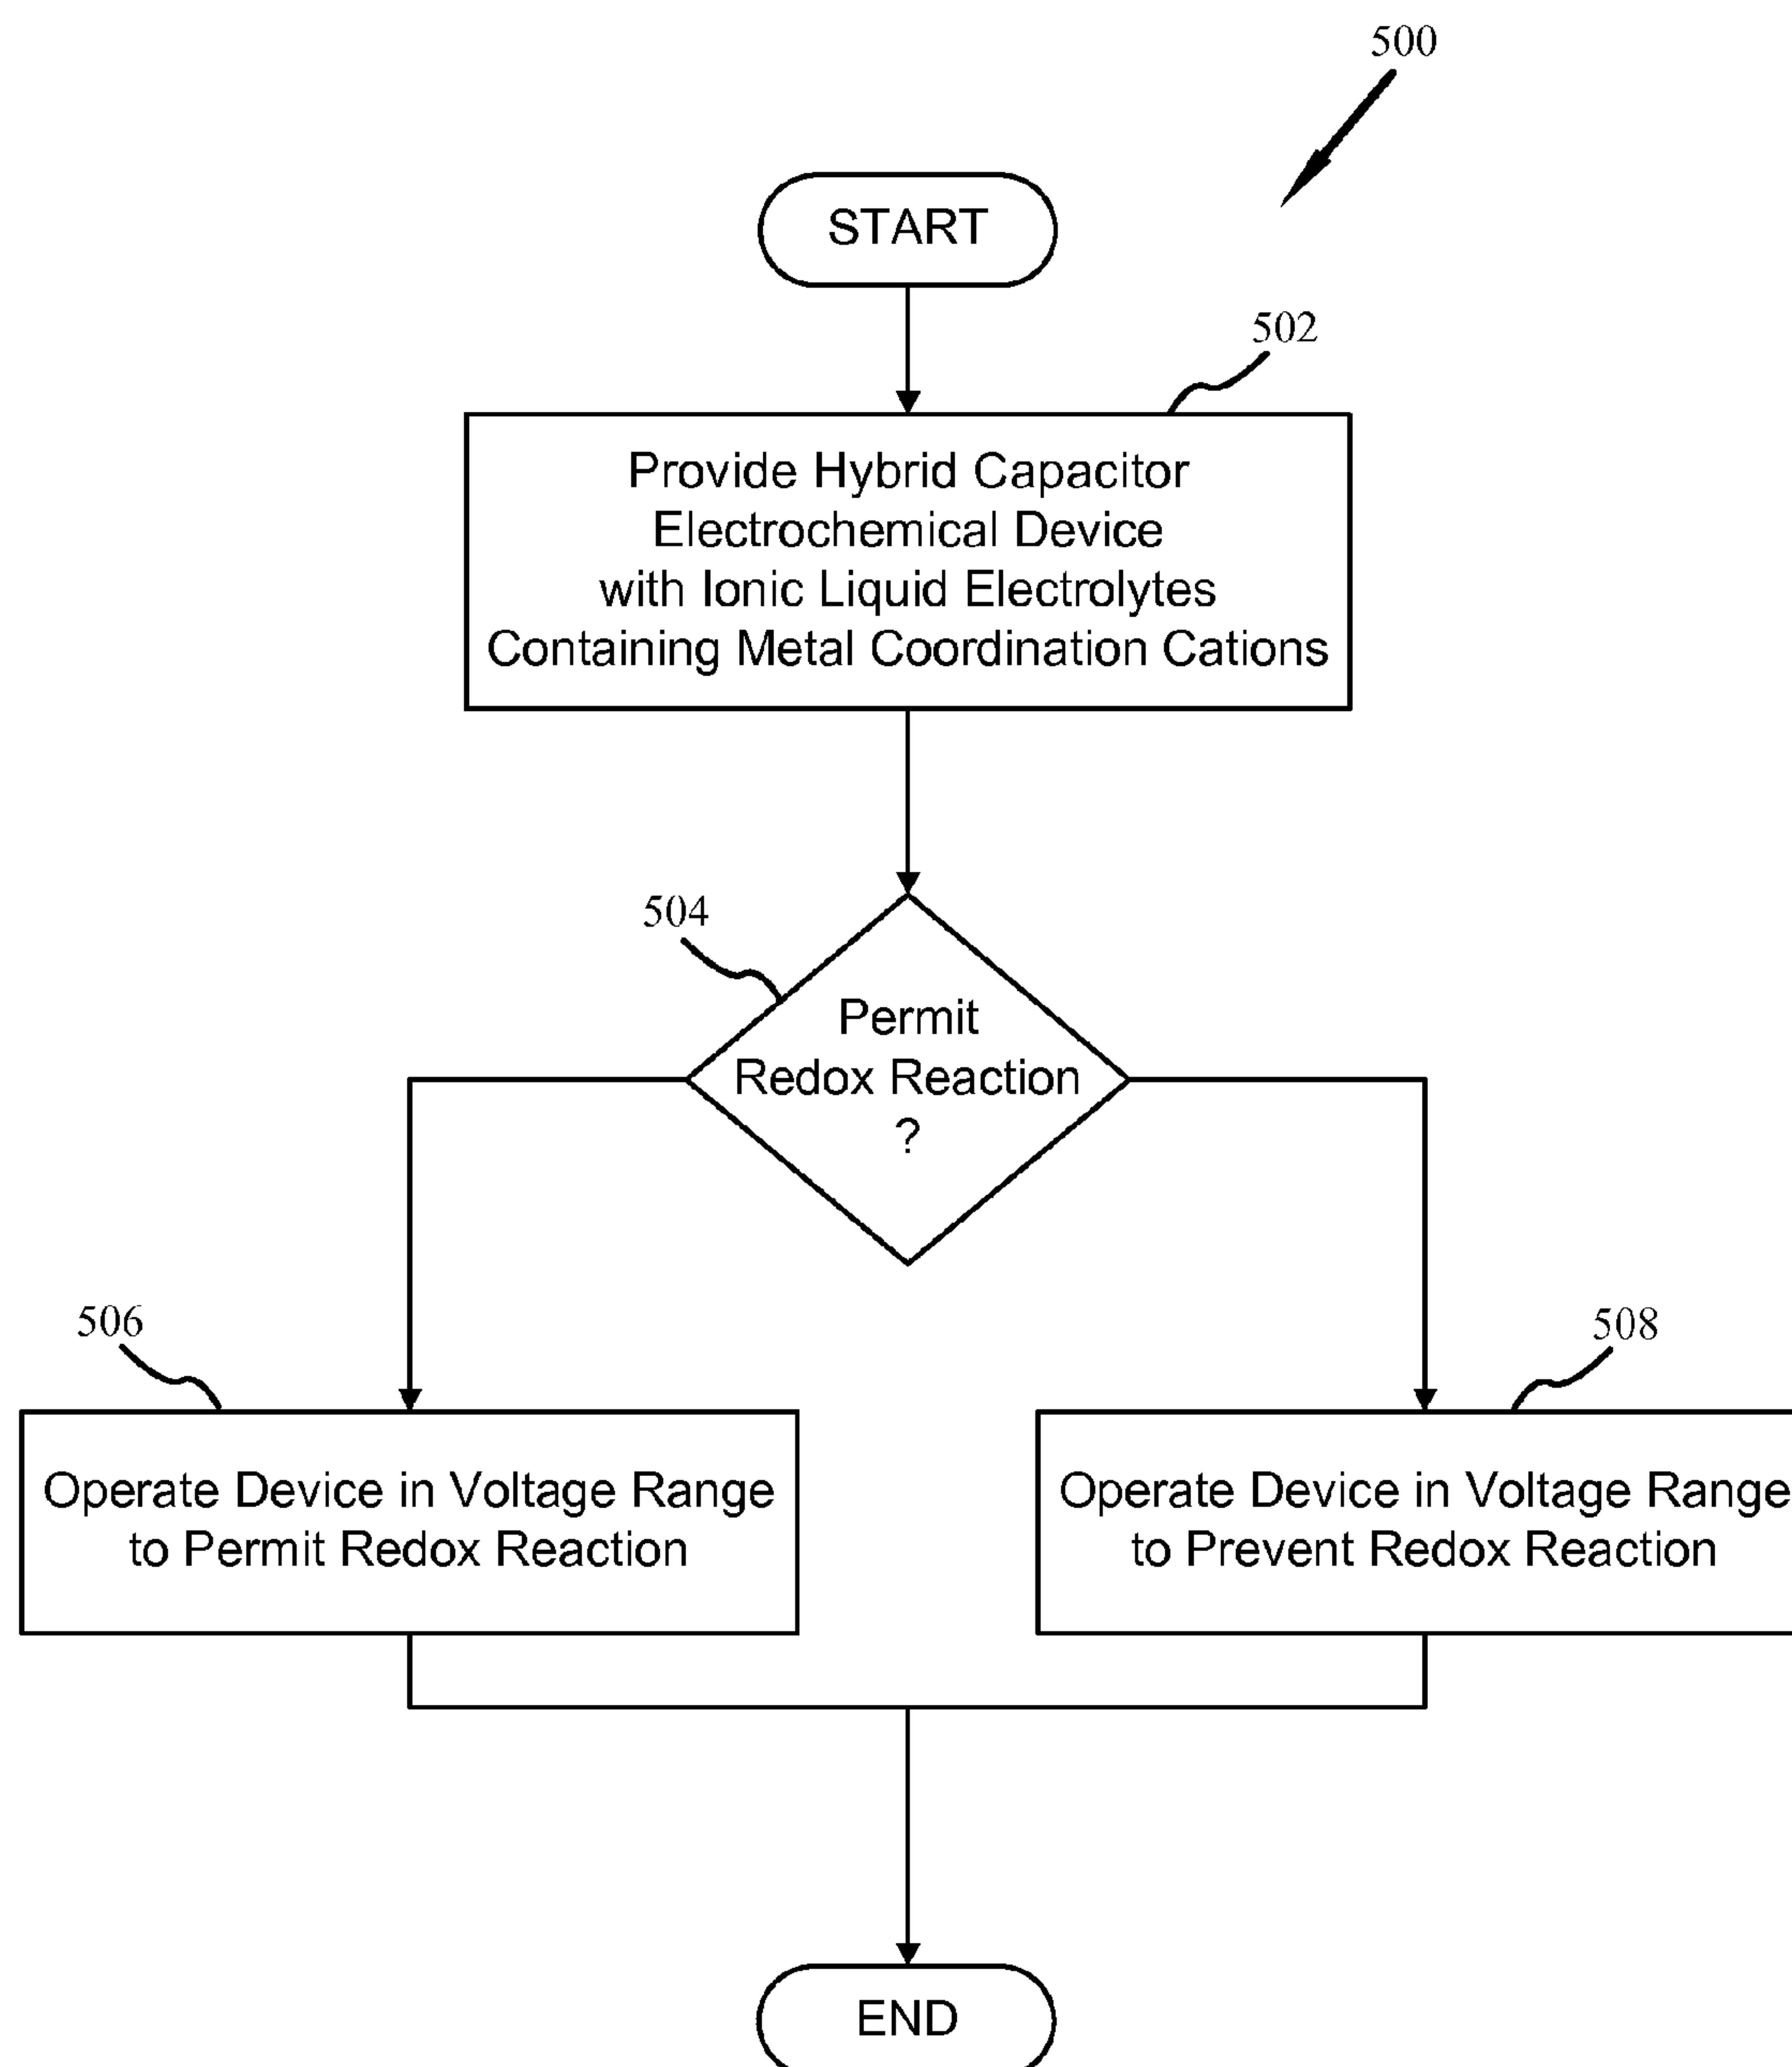 500
START
502
Provide Hybrid Capacitor
Electrochemical Device
with Ionic Liquid Electrolytes
Containing Metal Coordination Cations
504
Permit
Redox Reaction
?
506
Operate Device in Voltage Range
to Permit Redox Reaction
508
Operate Device in Voltage Range
to Prevent Redox Reaction
END